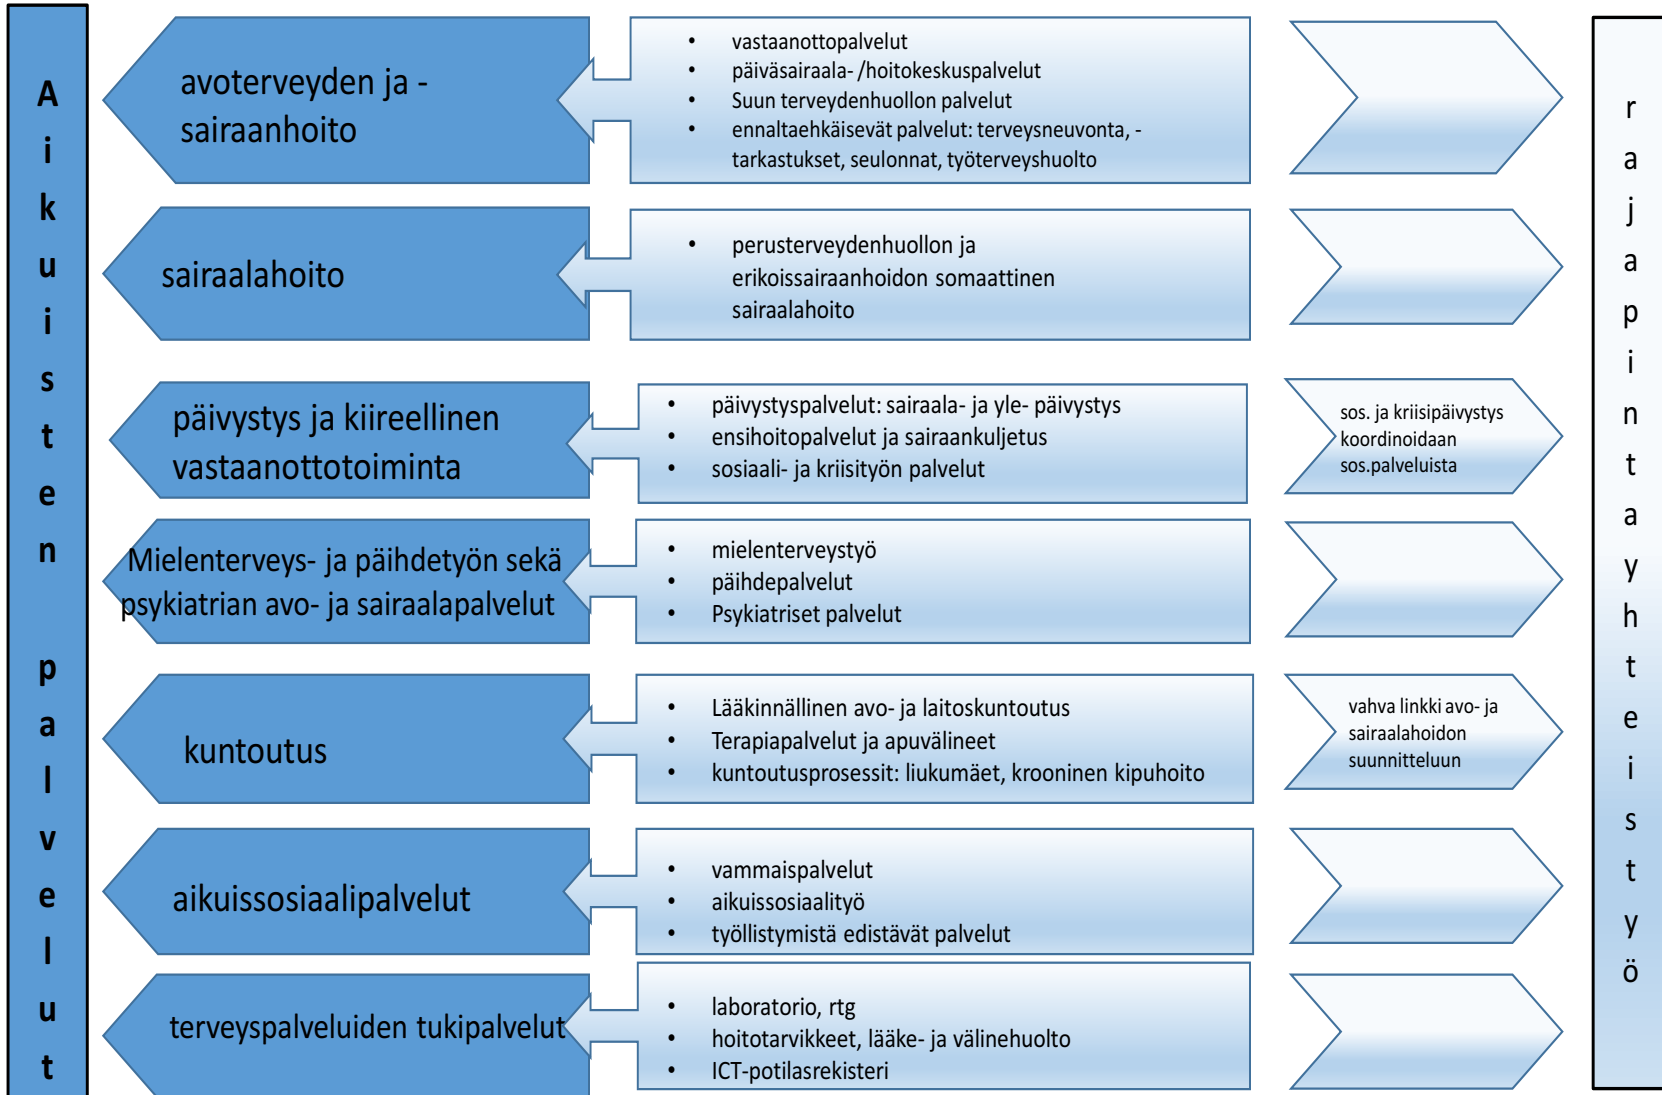 Aikuisten palvelut
avoterveyden ja -
sairaanhoito
• vastaanottopalvelut
• päiväsairaala- /hoitokeskuspalvelut
• Suun terveydenhuollon palvelut
• ennaltaehkäisevät palvelut: terveysneuvonta, -
tarkastukset, seulonnat, työterveyshuolto
sairaalahoito
• perusterveydenhuollon ja
erikoissairaanhoidon somaattinen
sairaalahoito
päivystys ja kiireellinen
vastaanottotoiminta
• päivystyspalvelut: sairaala- ja yle- päivystys
• ensihoitopalvelut ja sairaankuljetus
• sosiaali- ja kriisityön palvelut
sos. ja kriisipäivystys
koordinoidaan
sos.palveluista
Mielenterveys- ja päihdetyön sekä
psykiatrian avo- ja sairaalapalvelut
• mielenterveystyö
• päihdepalvelut
• Psykiatriset palvelut
kuntoutus
• Lääkinnällinen avo- ja laitoskuntoutus
• Terapiapalvelut ja apuvälineet
• kuntoutusprosessit: liukumäet, krooninen kipuhoito
vahva linkki avo- ja
sairaalahoidon
suunnitteluun
aikuissosiaalipalvelut
• vammaispalvelut
• aikuissosiaalityö
• työllistymistä edistävät palvelut
terveyspalveluiden tukipalvelut
• laboratorio, rtg
• hoitotarvikkeet, lääke- ja välinehuolto
• ICT-potilasrekisteri
rajapintayhteistyö